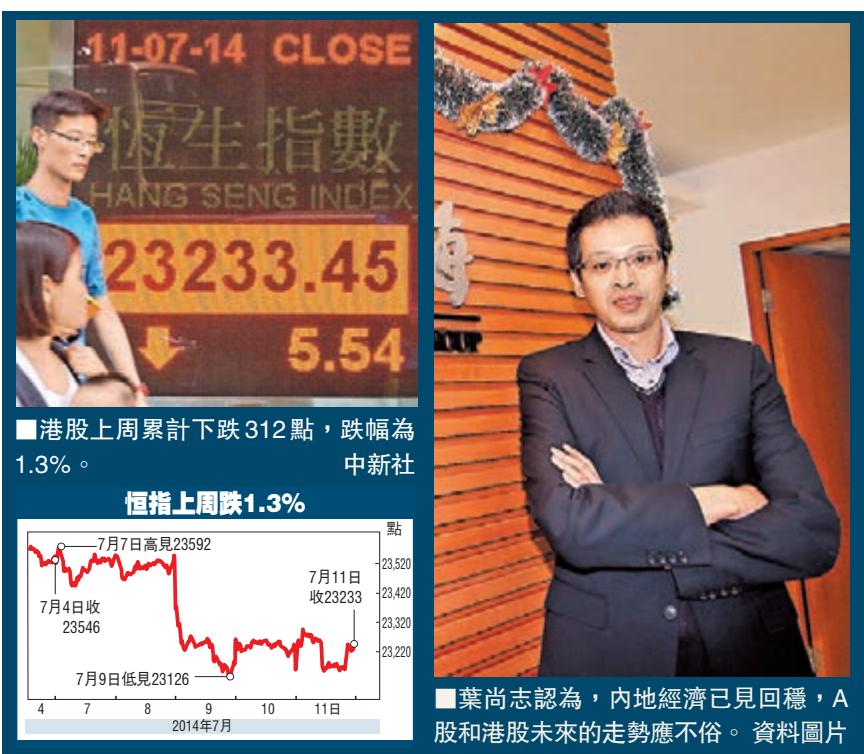 11-07-14 CLOSE
恆生指數
HANG SENG INDEX
23233.45
5.54
■港股上周累計下跌312點，跌幅為
1.3%。 中新社
恒指上周跌1.3%
點
7月7日高見23592
23,520
7月11日
收23233
23,420
7月4日收
23546
23,320
23,220
7月9日低見23126
4 7 8 9 10 11日
2014年7月
■葉尚志認為，內地經濟已見回穩，A
股和港股未來的走勢應不俗。 資料圖片